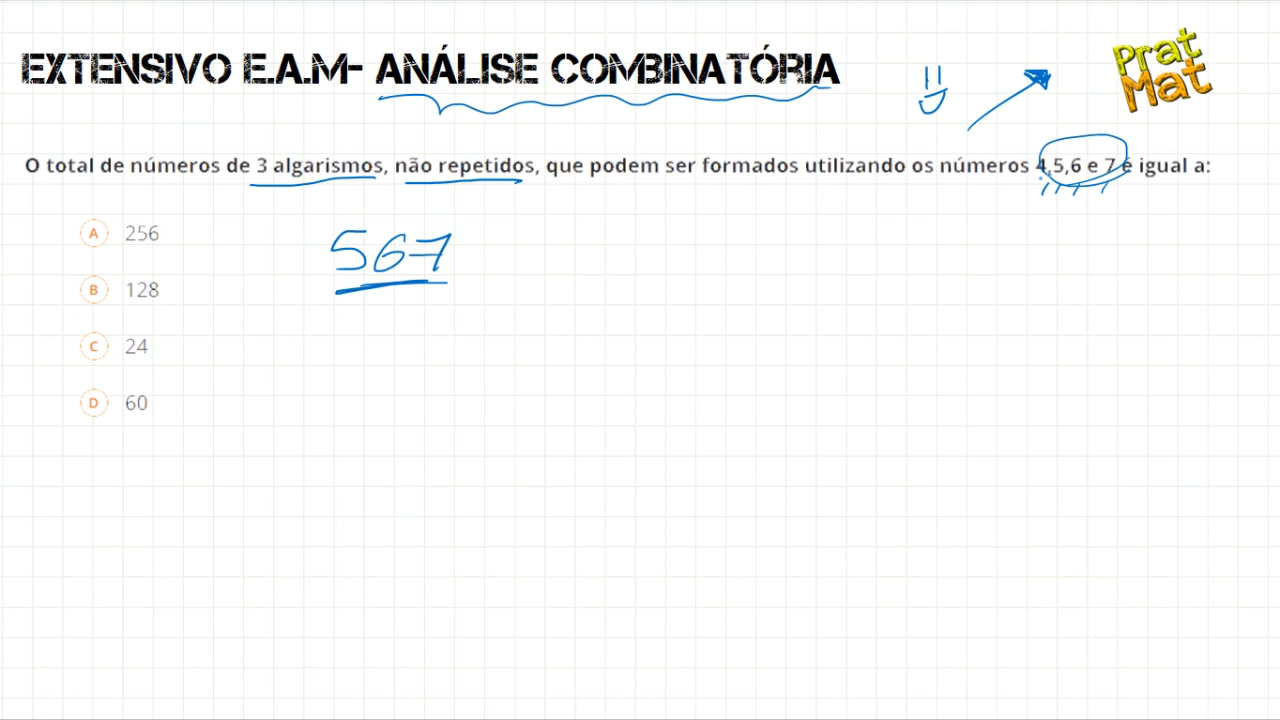 EXTENSIVO E.A.M- ANÁLISE COMBINATÓRIA
Prat
Mat
O total de números de 3 algarismos, não repetidos, que podem ser formados utilizando os números 4,5,6 e 7 é igual a:
A 256
567
B 128
C 24
D 60